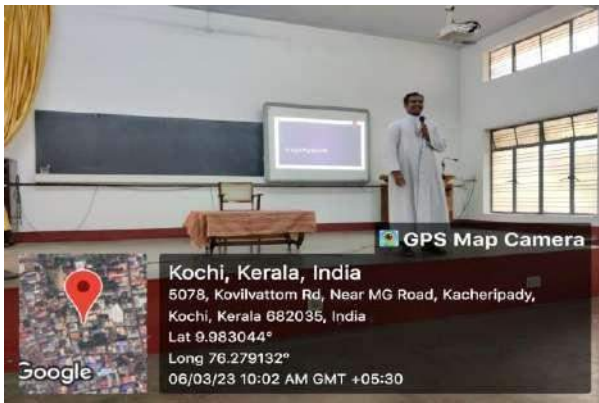 GPS Map Camera
Kochi, Kerala, India
5078, Kovilvattom Rd, Near MG Road, Kacheripady,
Kochi, Kerala 682035, India
Lat 9.983044°
Long 76.279132°
06/03/23 10:02 AM GMT +05:30
Google